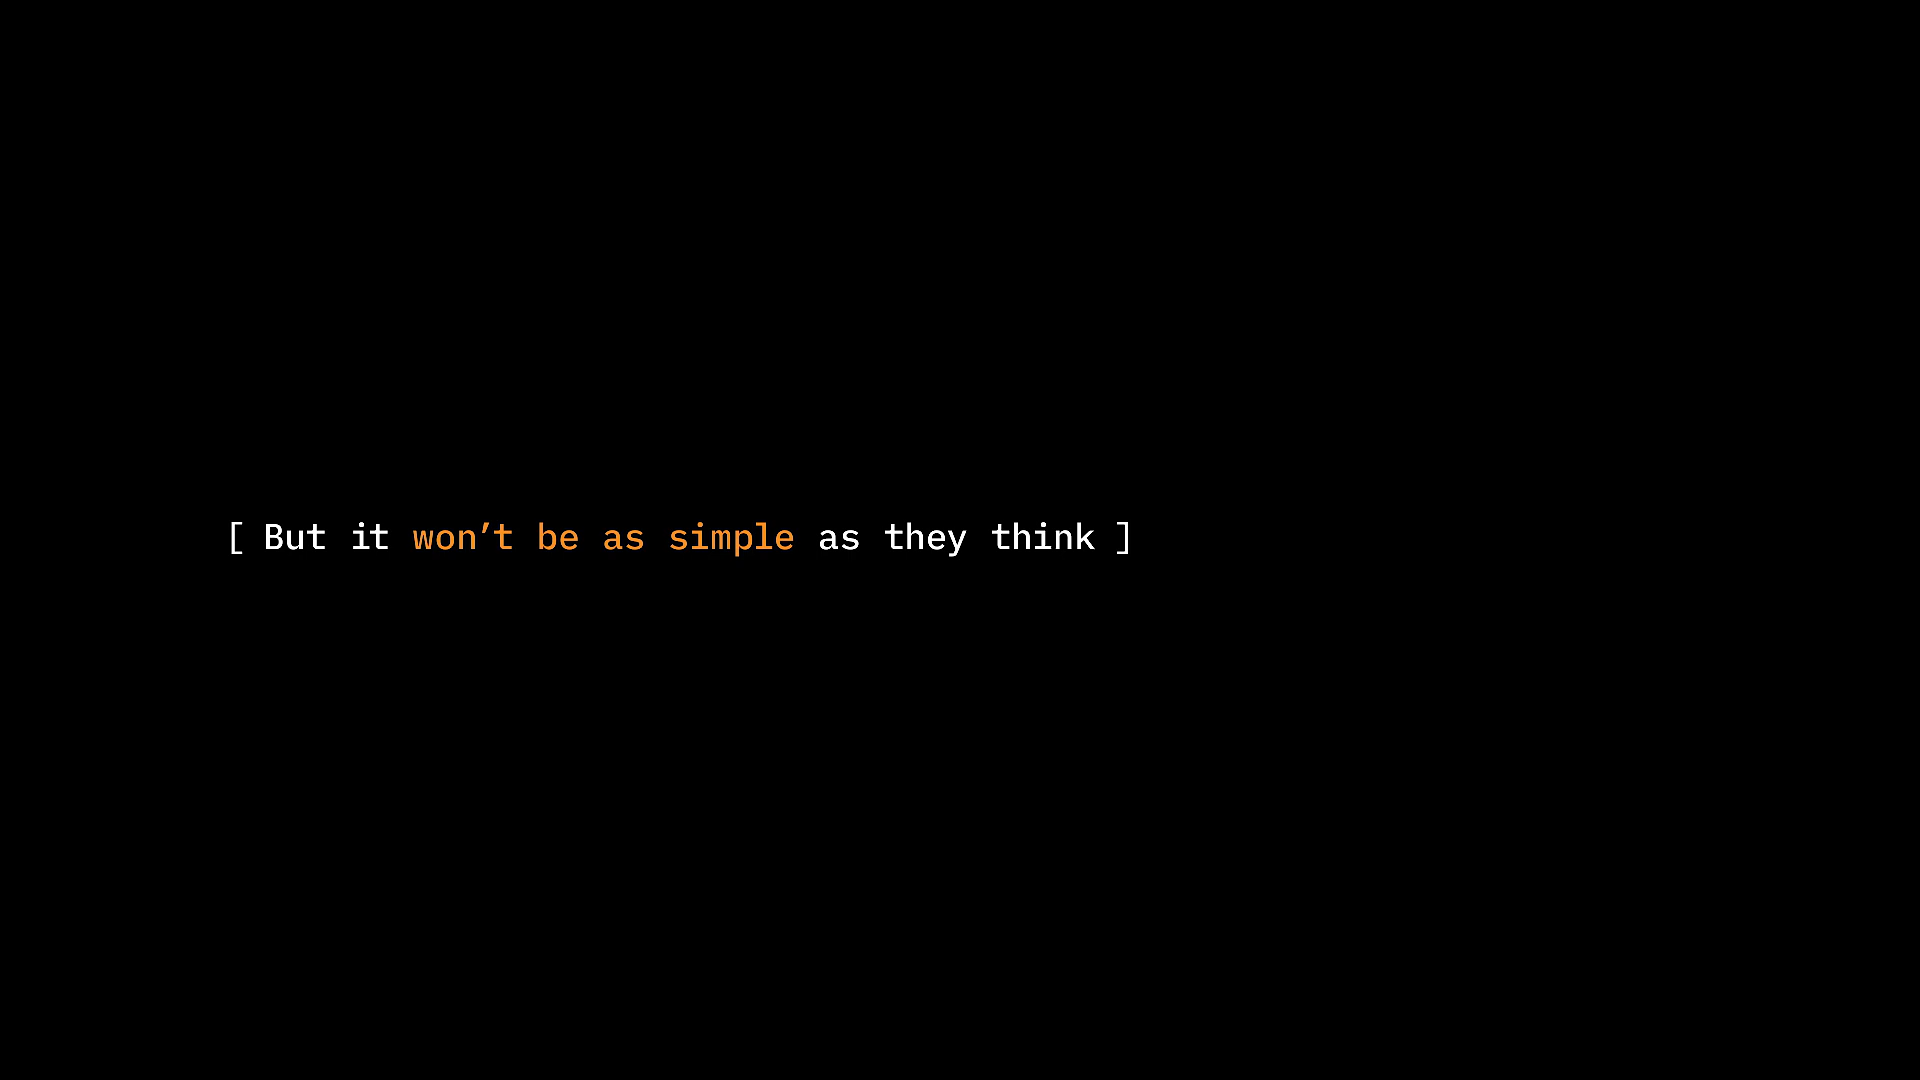 [ But it won’t be as simple as they think ]